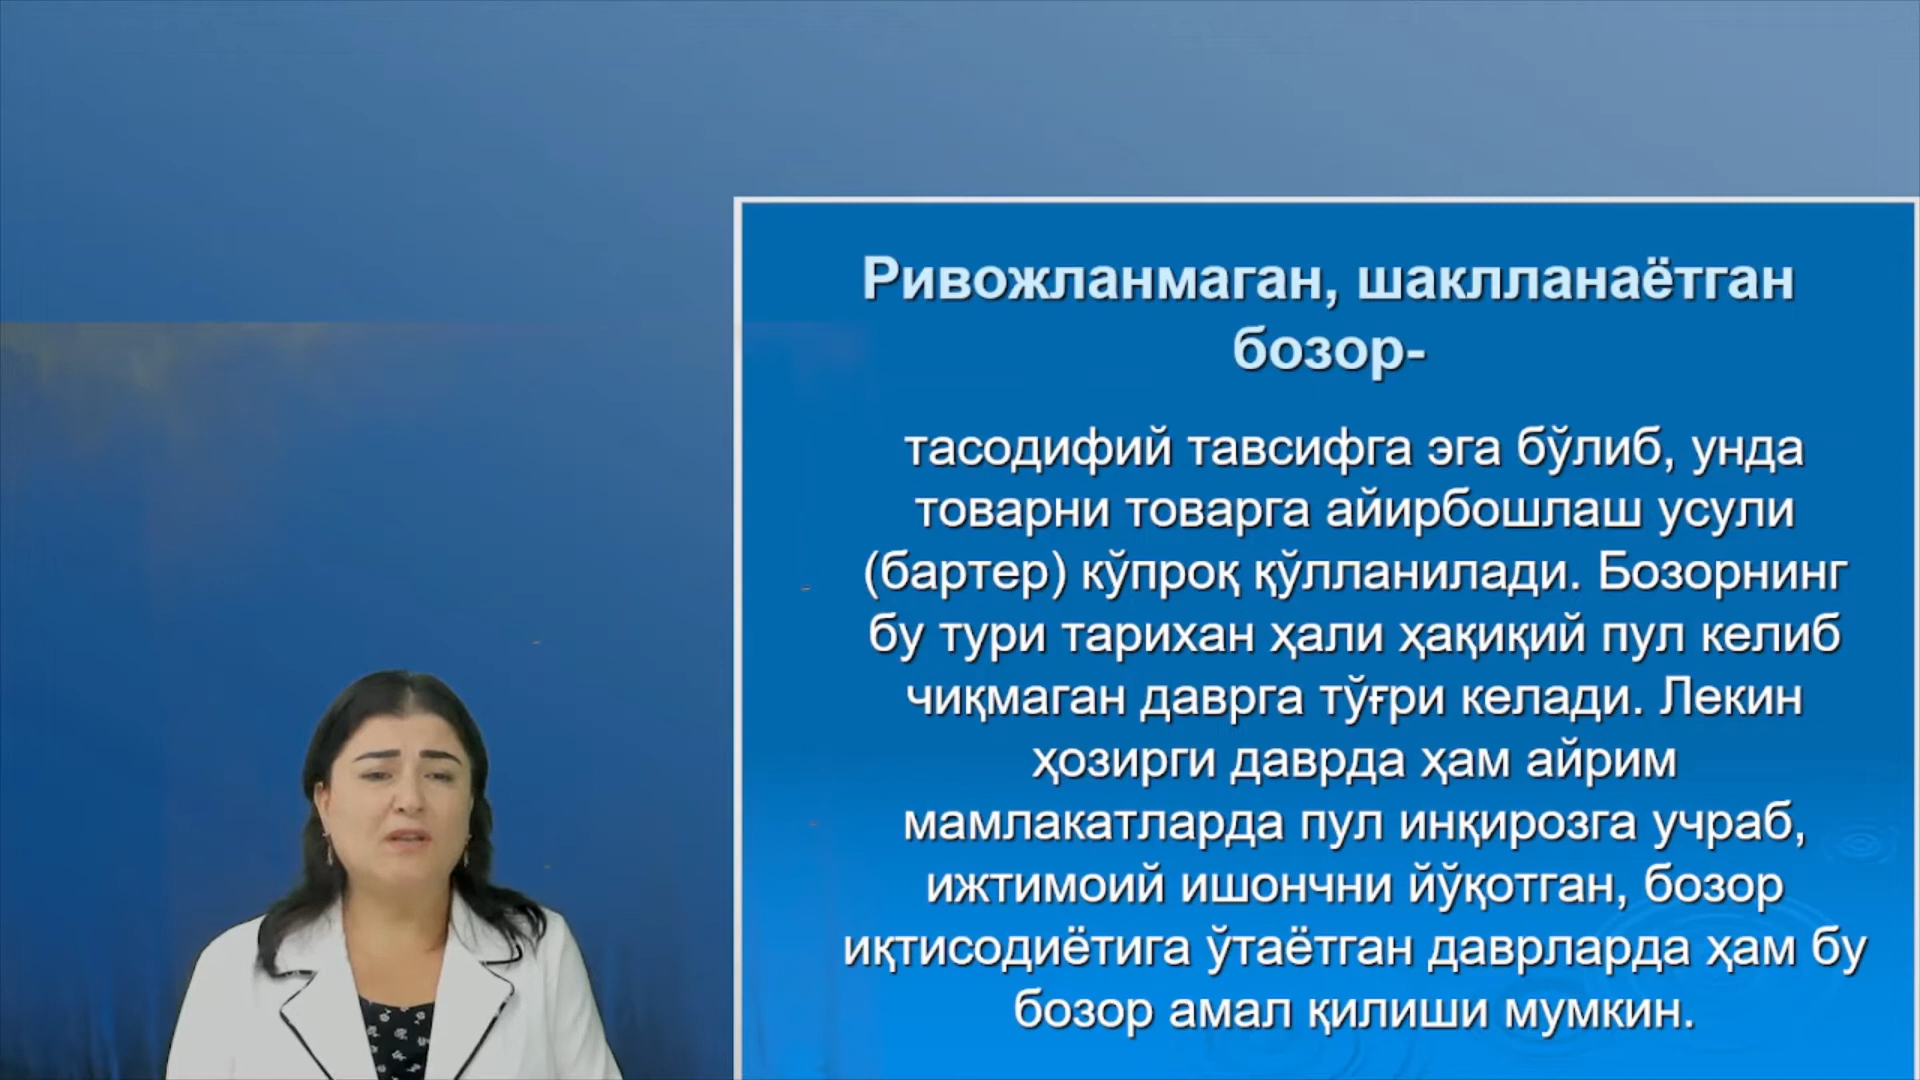 Ривожланмаган, шаклланаётган
бозор-
тасодифий тавсифга эга бўлиб, унда
товарни товарга айирбошлаш усули
(бартер) кўпроқ қўлланилади. Бозорнинг
бу тури тарихан ҳали ҳақиқий пул келиб
чиқмаган даврга тўғри келади. Лекин
ҳозирги даврда ҳам айрим
мамлакатларда пул инқирозга учраб,
ижтимоий ишончни йўқотган, бозор
иқтисодиётига ўтаётган даврларда ҳам бу
бозор амал қилиши мумкин.